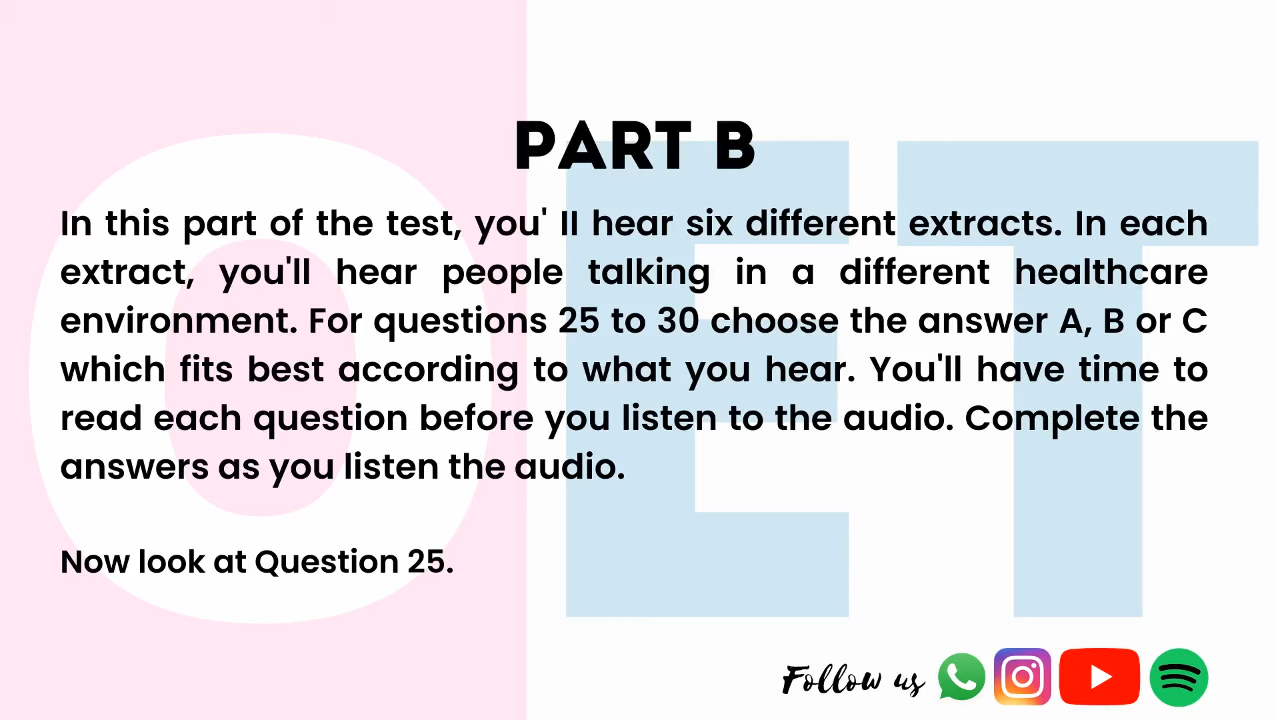 PART B
In this part of the test, you' II hear six different extracts. In each
extract, you'll hear people talking in a different healthcare
environment. For questions 25 to 30 choose the answer A, B or C
which fits best according to what you hear. You'll have time to
read each question before you listen to the audio. Complete the
answers as you listen the audio.
Now look at Question 25.
OET
Follow us